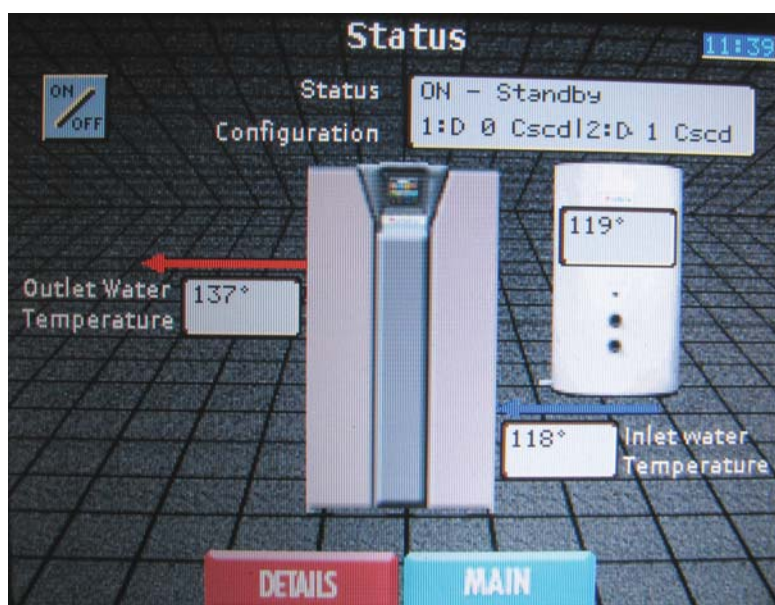 Status
11:39
ON
OFF
Status
ON - Standby
Configuration
1:D 0 Cscd|2:D 1 Cscd
119°
Outlet Water
Temperature
137°
118°
Inlet water
Temperature
DETAILS
MAIN